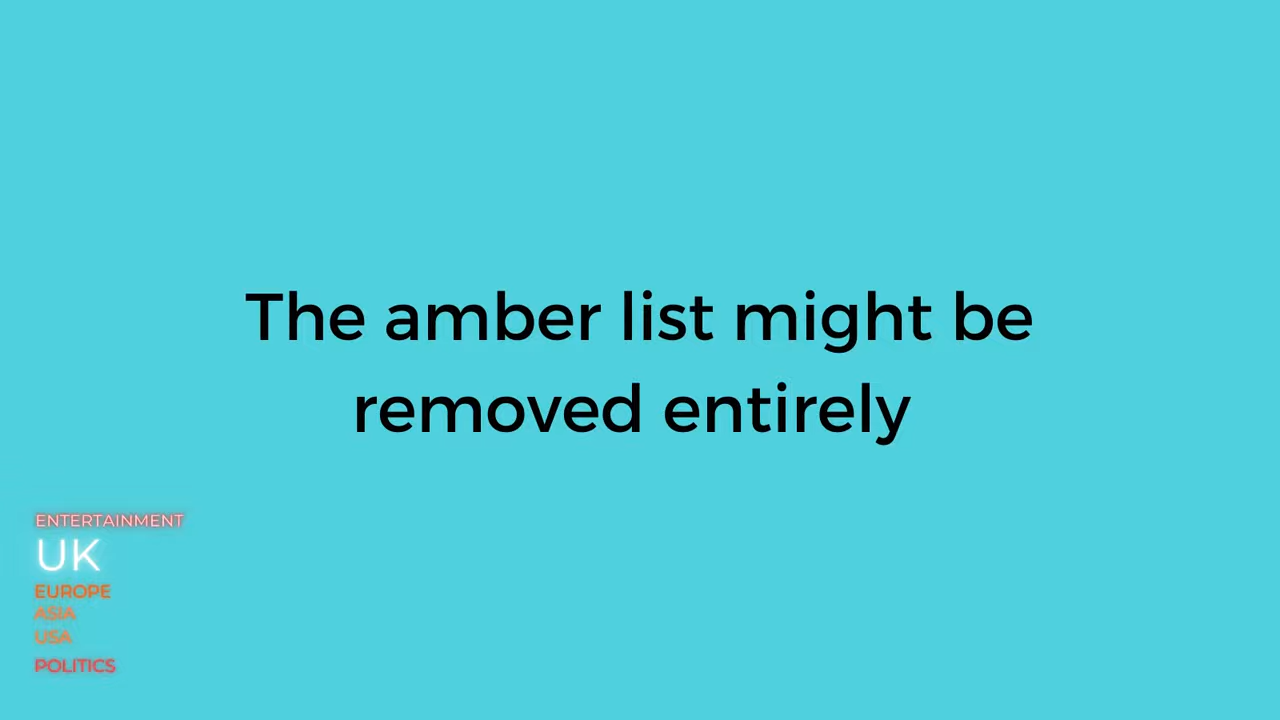 The amber list might be
removed entirely
ENTERTAINMENT
UK
EUROPE
ASIA
USA
POLITICS